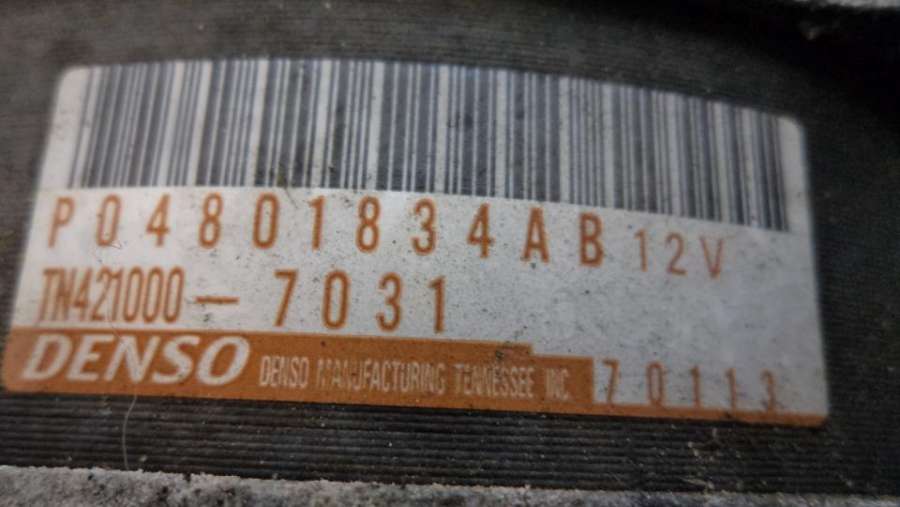 P04801834AB 12V
TN421000-7031
DENSO DENSO MANUFACTURING TENNESSEE INC. 70113